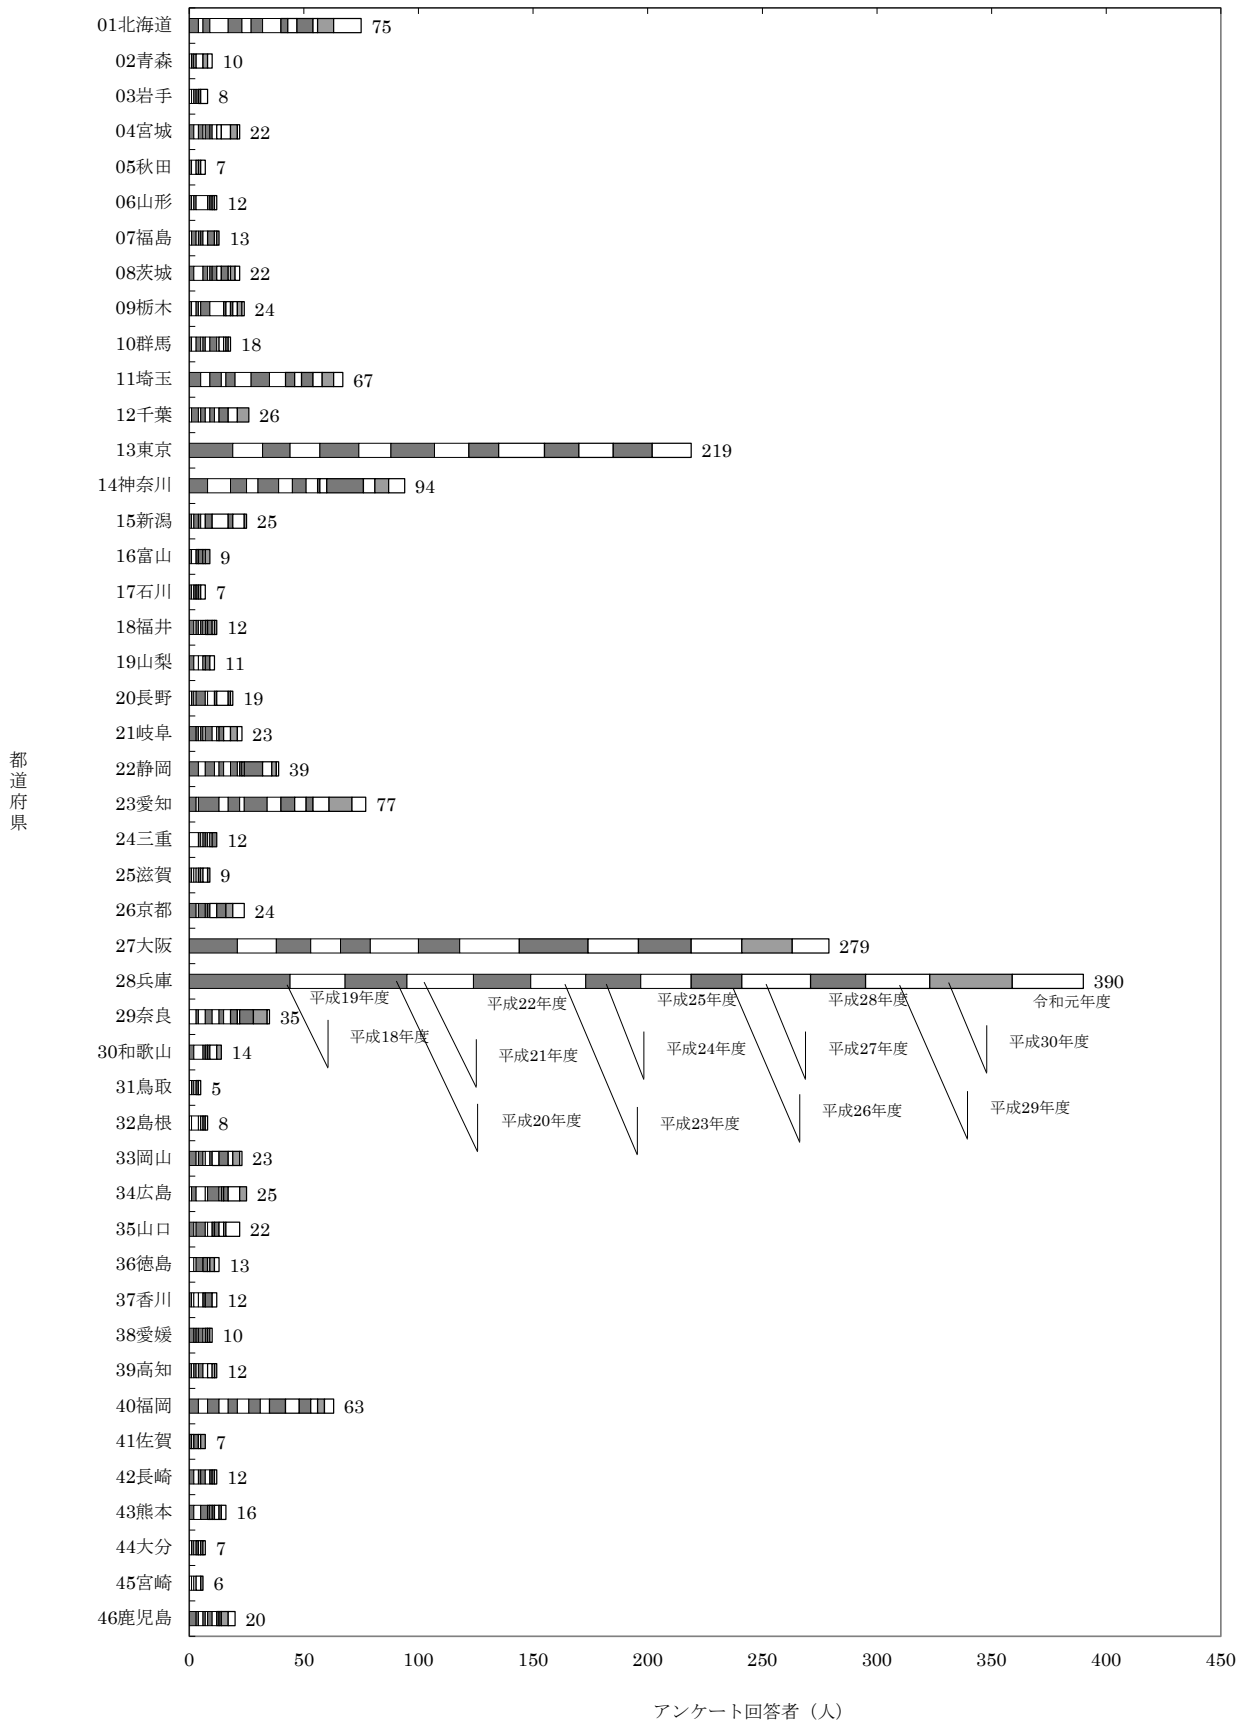 01北海道 75
02青森 10
03岩手 8
04宮城 22
05秋田 7
06山形 12
07福島 13
08茨城 22
09栃木 24
10群馬 18
11埼玉 67
12千葉 26
13東京 219
14神奈川 94
15新潟 25
16富山 9
17石川 7
18福井 12
19山梨 11
20長野 19
21岐阜 23
都道府県
22静岡 39
23愛知 77
24三重 12
25滋賀 9
26京都 24
27大阪 279
28兵庫 390
平成19年度 平成22年度 平成25年度 平成28年度 令和元年度
29奈良 35
平成18年度 平成21年度 平成24年度 平成27年度 平成30年度
30和歌山 14
31鳥取 5
32島根 8
平成20年度 平成23年度 平成26年度 平成29年度
33岡山 23
34広島 25
35山口 22
36徳島 13
37香川 12
38愛媛 10
39高知 12
40福岡 63
41佐賀 7
42長崎 12
43熊本 16
44大分 7
45宮崎 6
46鹿児島 20
0 50 100 150 200 250 300 350 400 450
アンケート回答者（人）